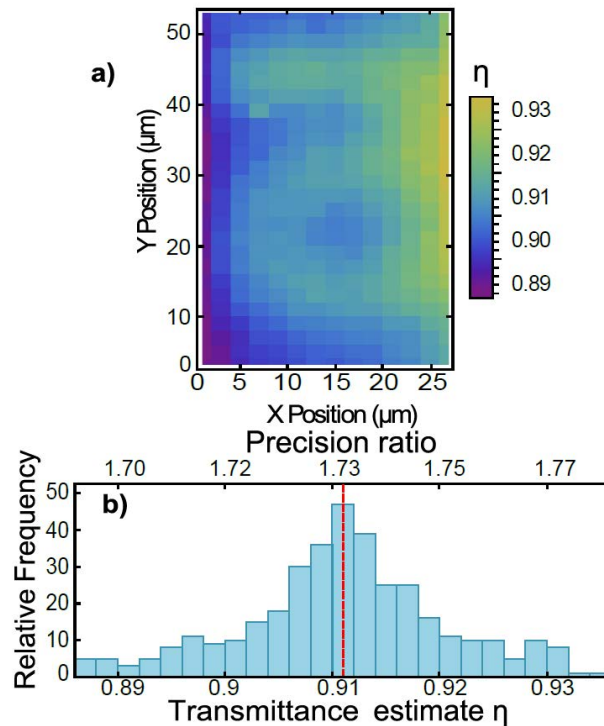 a)
η
50
40
30
20
10
0
Y Position (µm)
0.93
0.92
0.91
0.90
0.89
0 5 10 15 20 25
X Position (µm)
Precision ratio
1.70 1.72 1.73 1.75 1.77
b)
50
40
30
20
10
0
Relative Frequency
0.89 0.9 0.91 0.92 0.93
Transmittance estimate η